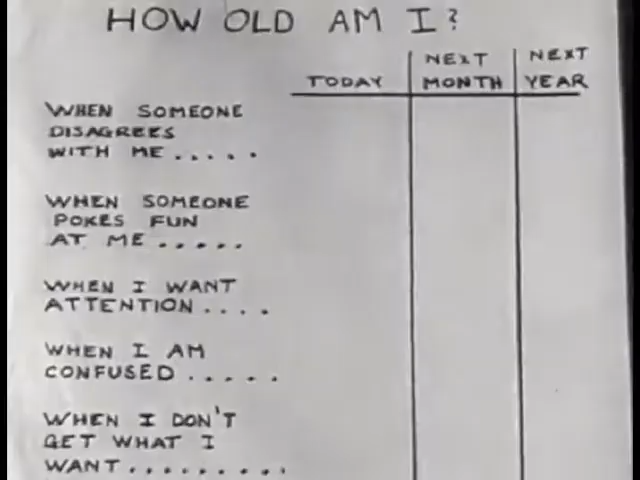 HOW OLD AM I?
TODAY
NEXT
MONTH
NEXT
YEAR
WHEN SOMEONE
DISAGREES
WITH ME.....
WHEN SOMEONE
POKES FUN
AT ME.....
WHEN I WANT
ATTENTION....
WHEN I AM
CONFUSED.....
WHEN I DON'T
GET WHAT I
WANT.........